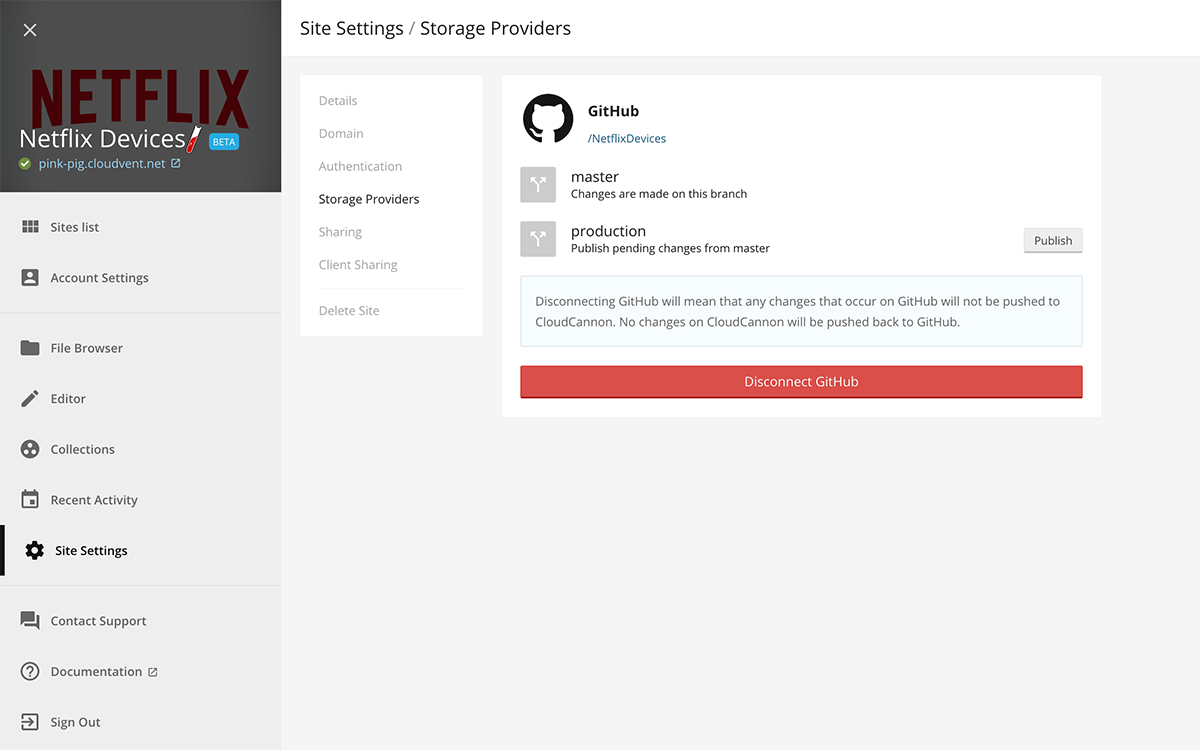 NETFLIX
Netflix Devices BETA
pink-pig.cloudvent.net
Sites list
Account Settings
File Browser
Editor
Collections
Recent Activity
Site Settings
Contact Support
Documentation
Sign Out
Site Settings / Storage Providers
Details
Domain
Authentication
Storage Providers
Sharing
Client Sharing
Delete Site
GitHub
/NetflixDevices
master
Changes are made on this branch
production
Publish pending changes from master
Publish
Disconnecting GitHub will mean that any changes that occur on GitHub will not be pushed to
CloudCannon. No changes on CloudCannon will be pushed back to GitHub.
Disconnect GitHub